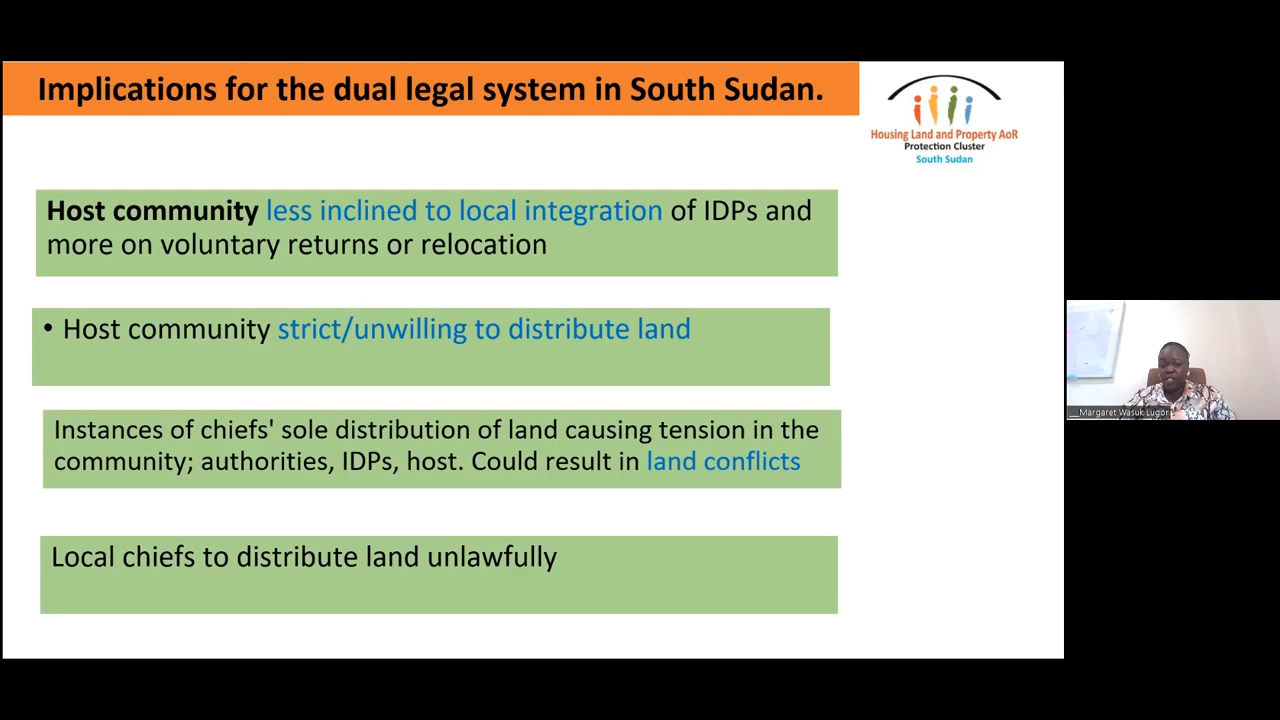 Implications for the dual legal system in South Sudan.
Housing Land and Property AoR
Protection Cluster
South Sudan
Host community less inclined to local integration of IDPs and
more on voluntary returns or relocation
• Host community strict/unwilling to distribute land
Instances of chiefs' sole distribution of land causing tension in the
community; authorities, IDPs, host. Could result in land conflicts
Local chiefs to distribute land unlawfully
__Margaret Wasuk Lugor